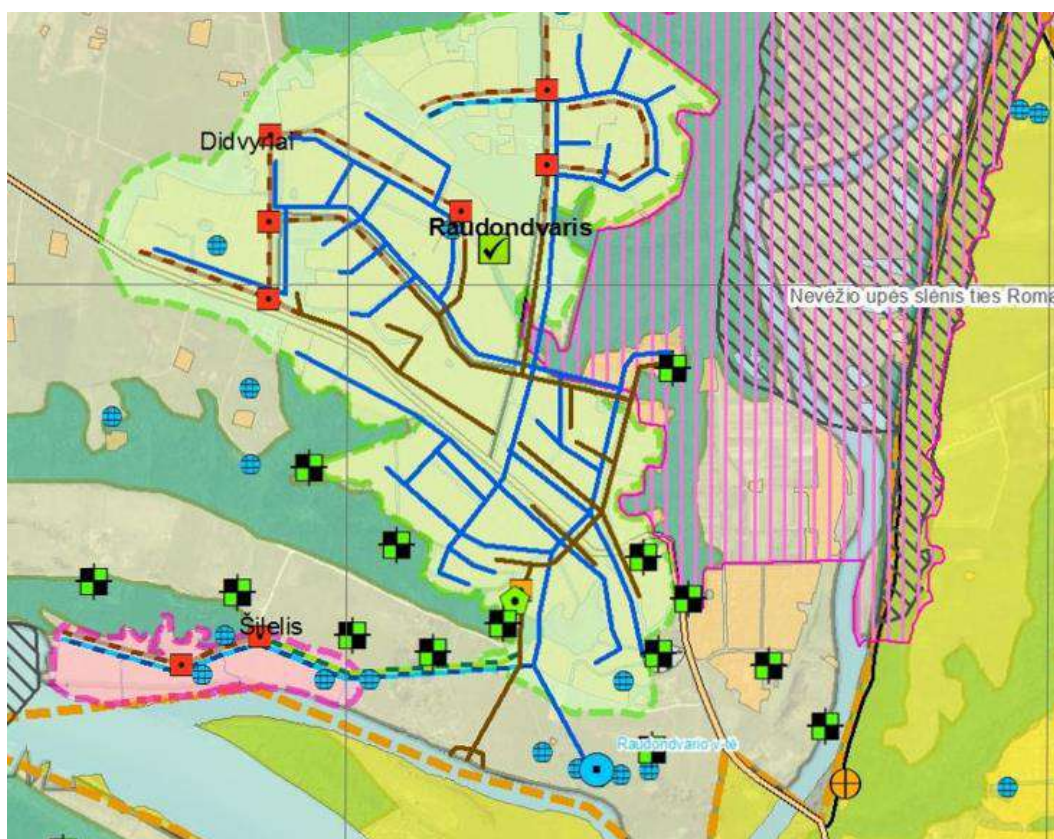 Didvyriai
Raudondvaris
Nevėžio upės slėnis ties Roma
Šilelis
Raudondvario v-tė